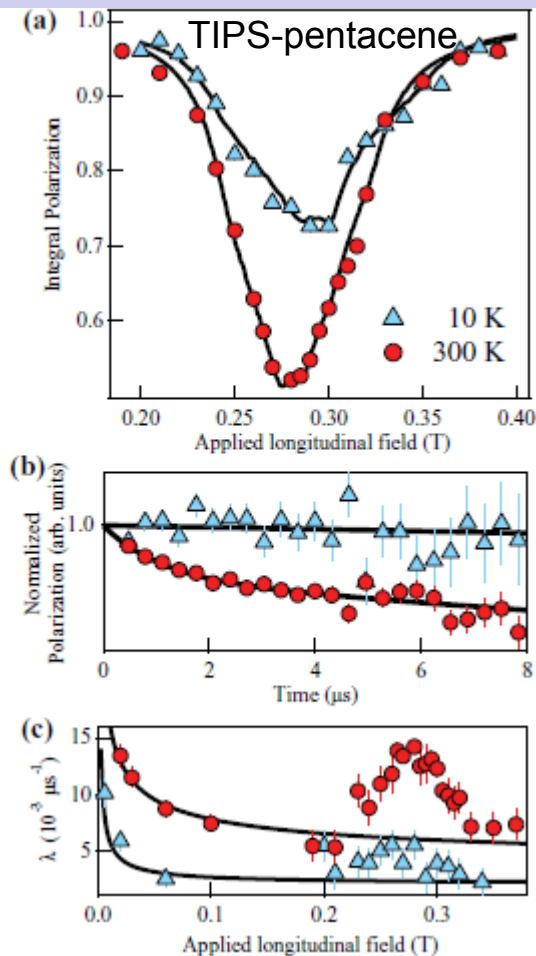 (a)
TIPS-pentacene
1.0
0.9
0.8
0.7
0.6
Integral Polarization
10 K
300 K
0.20 0.25 0.30 0.35 0.40
Applied longitudinal field (T)
(b)
Normalized
Polarization (arb. units)
1.0
0 2 4 6 8
Time (μs)
(c)
15
10
5
λ (10⁻³ μs⁻¹)
0.0 0.1 0.2 0.3
Applied longitudinal field (T)